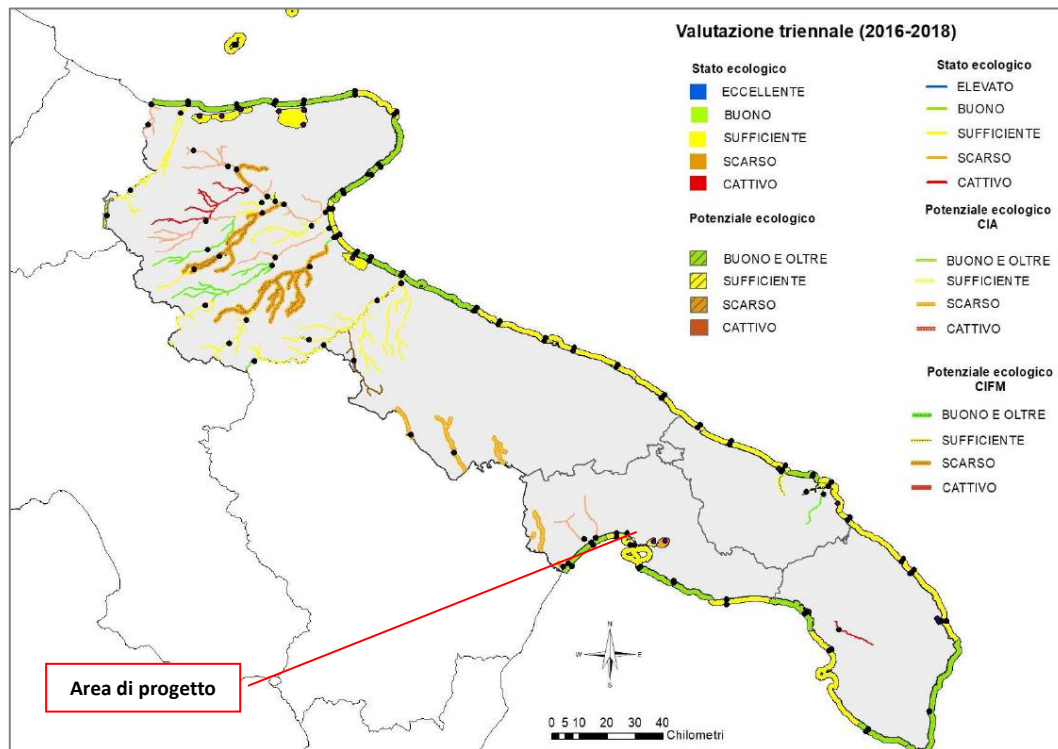 Valutazione triennale (2016-2018)
Stato ecologico
ECCELLENTE
BUONO
SUFFICIENTE
SCARSO
CATTIVO
Potenziale ecologico
BUONO E OLTRE
SUFFICIENTE
SCARSO
CATTIVO
Stato ecologico
ELEVATO
BUONO
SUFFICIENTE
SCARSO
CATTIVO
Potenziale ecologico
CIA
BUONO E OLTRE
SUFFICIENTE
SCARSO
CATTIVO
Potenziale ecologico
CIFM
BUONO E OLTRE
SUFFICIENTE
SCARSO
CATTIVO
Area di progetto
N
W E
S
0 5 10 20 30 40
Chilometri